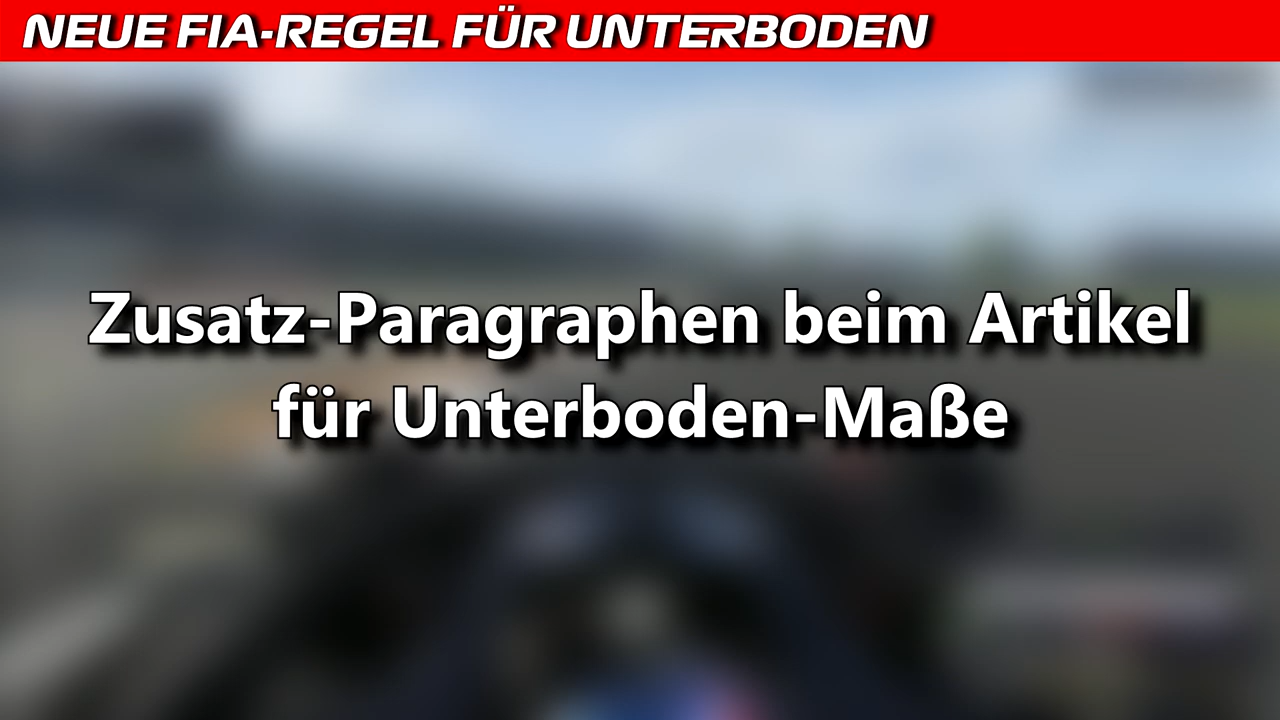 NEUE FIA-REGEL FÜR UNTERBODEN
Zusatz-Paragraphen beim Artikel
für Unterboden-Maße